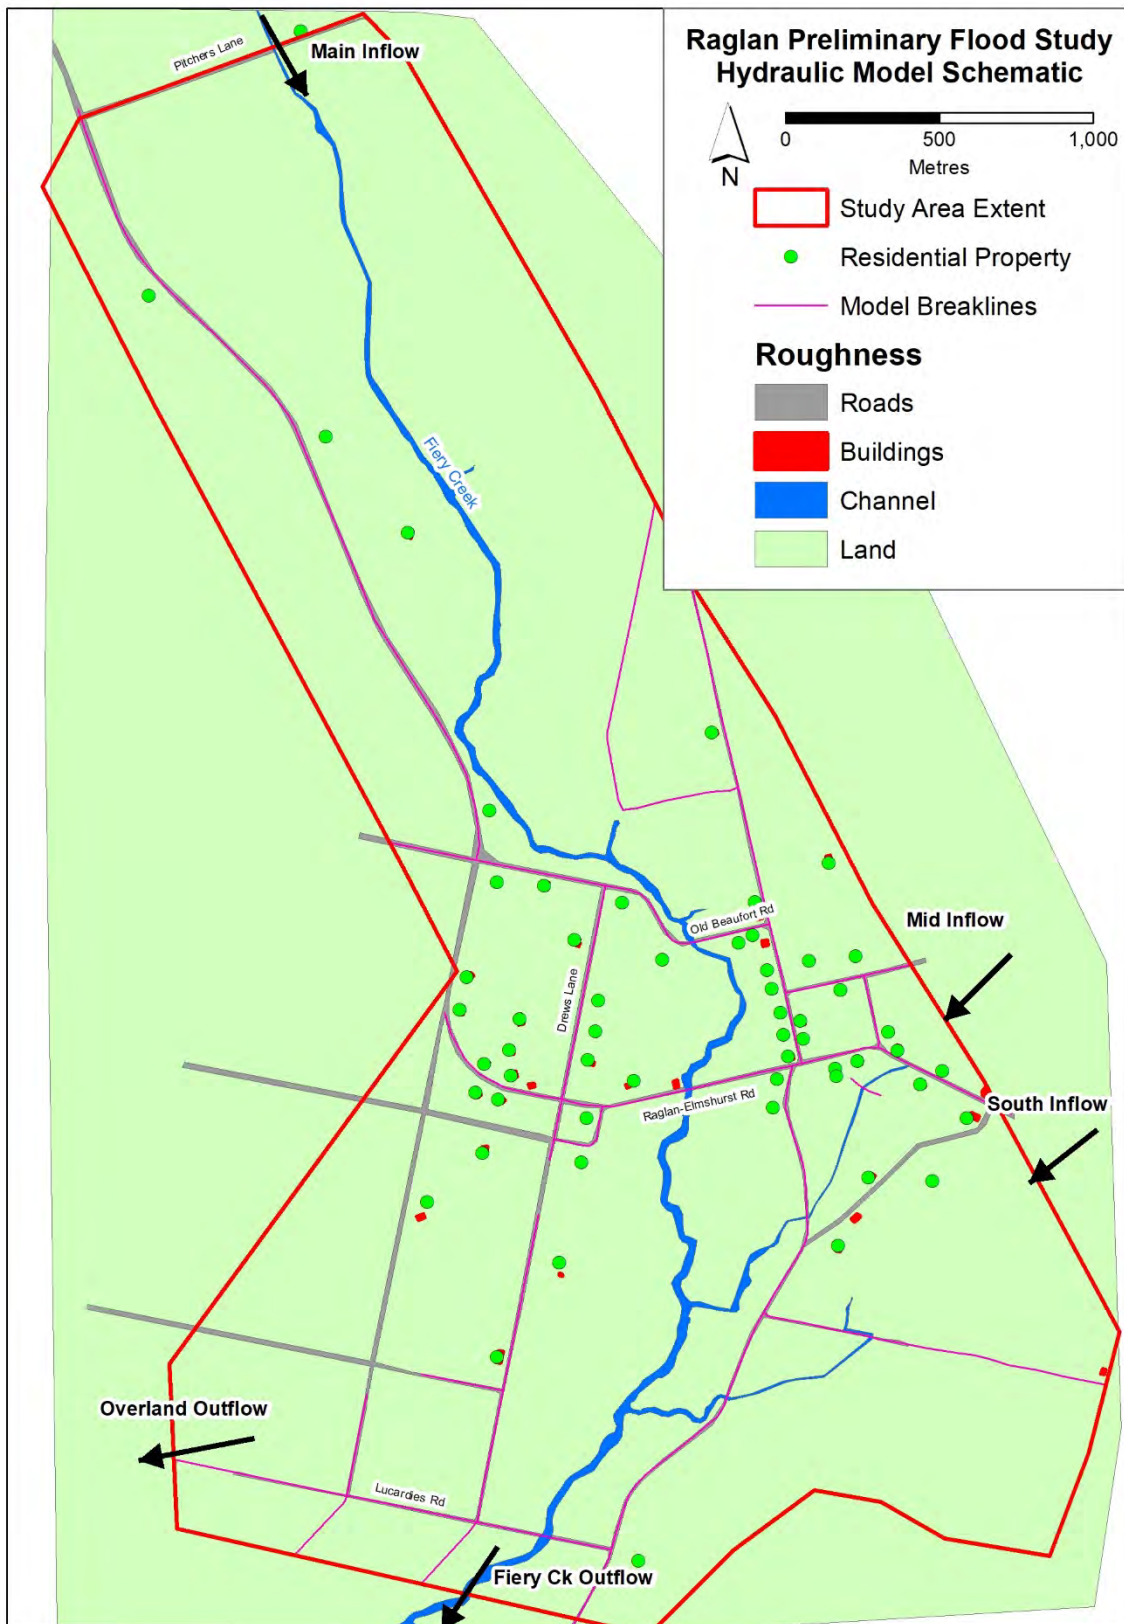 Raglan Preliminary Flood Study
Hydraulic Model Schematic
0 500 1,000
Metres
N
Study Area Extent
Residential Property
Model Breaklines
Roughness
Roads
Buildings
Channel
Land
Pitchers Lane
Main Inflow
Fiery Creek
Old Beaufort Rd
Mid Inflow
Drews Lane
Raglan-Elmshurst Rd
South Inflow
Overland Outflow
Lucardies Rd
Fiery Ck Outflow